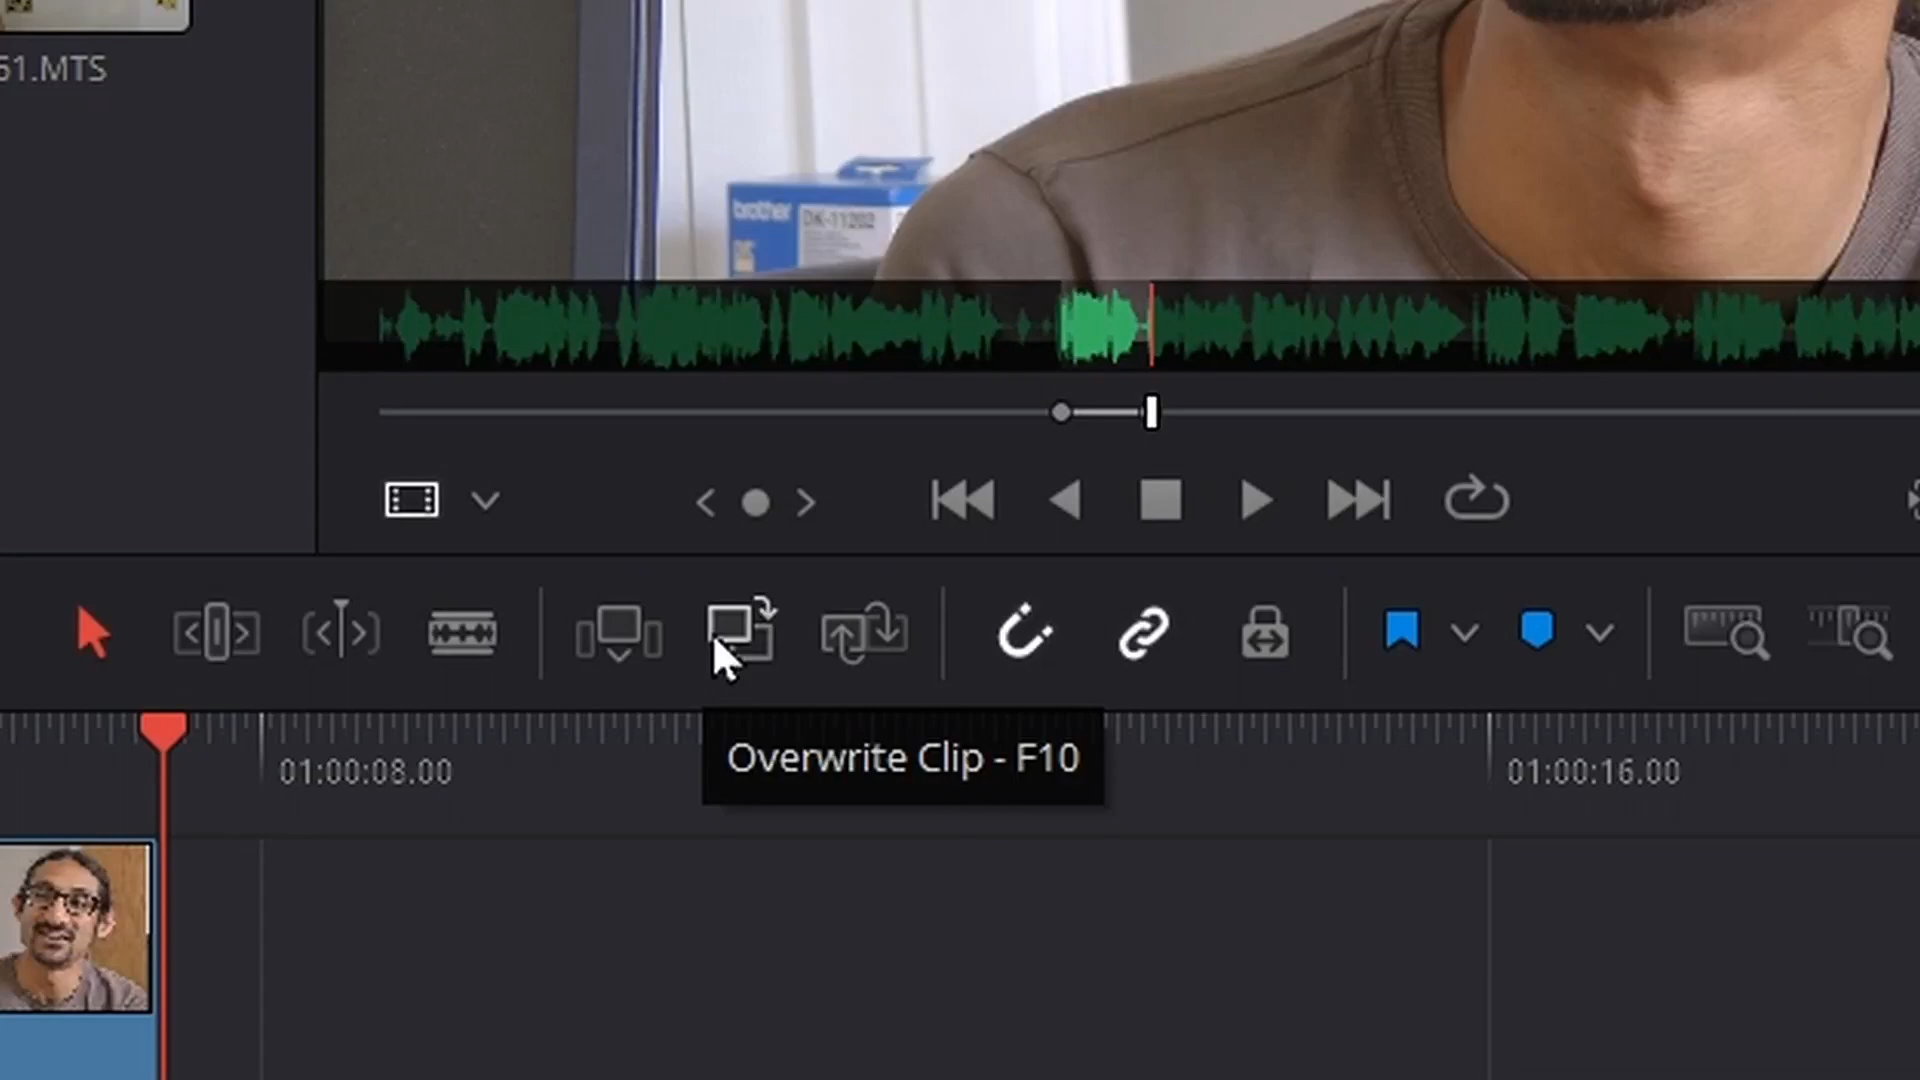 51.MTS
brother
DK-11202
Overwrite Clip - F10
01:00:08.00
01:00:16.00